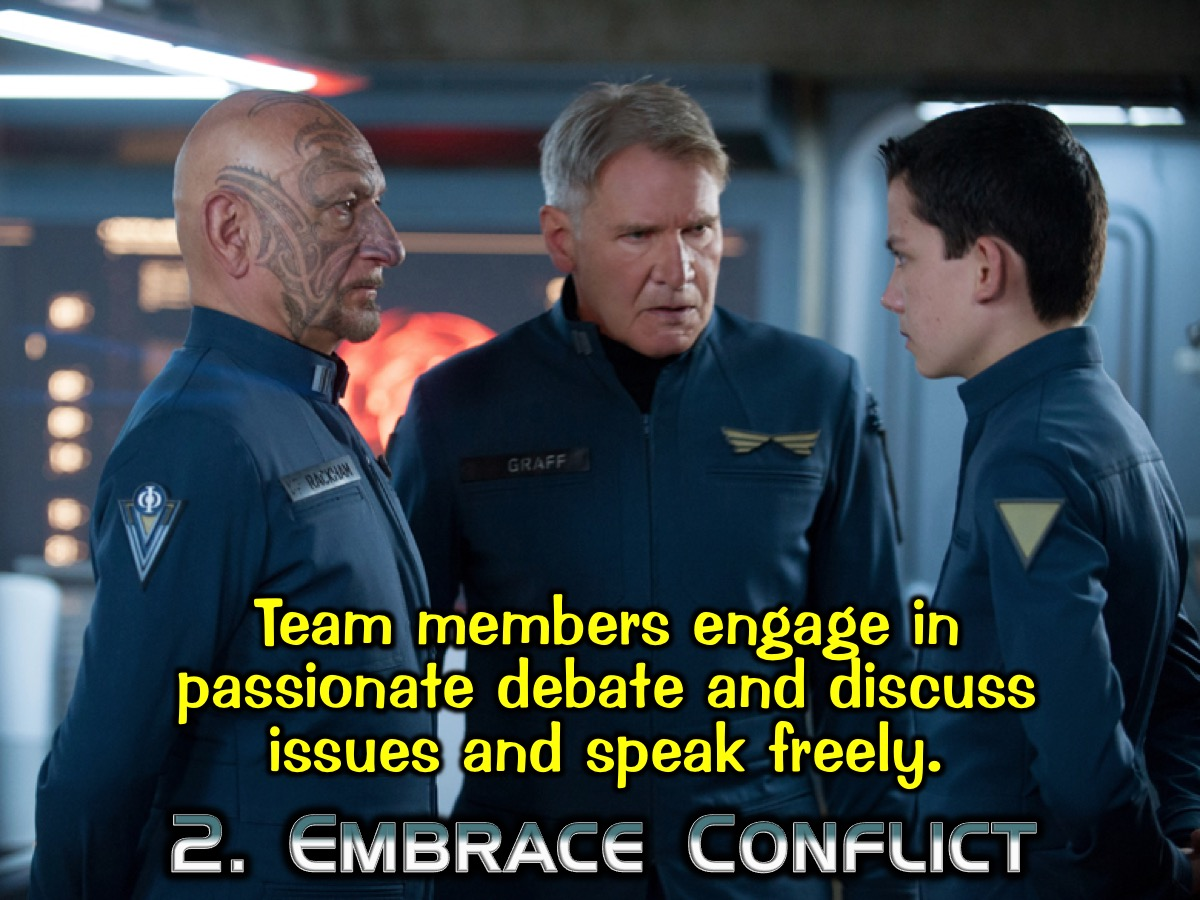 RACKHAM
GRAFF
Team members engage in
passionate debate and discuss
issues and speak freely.
2. EMBRACE CONFLICT